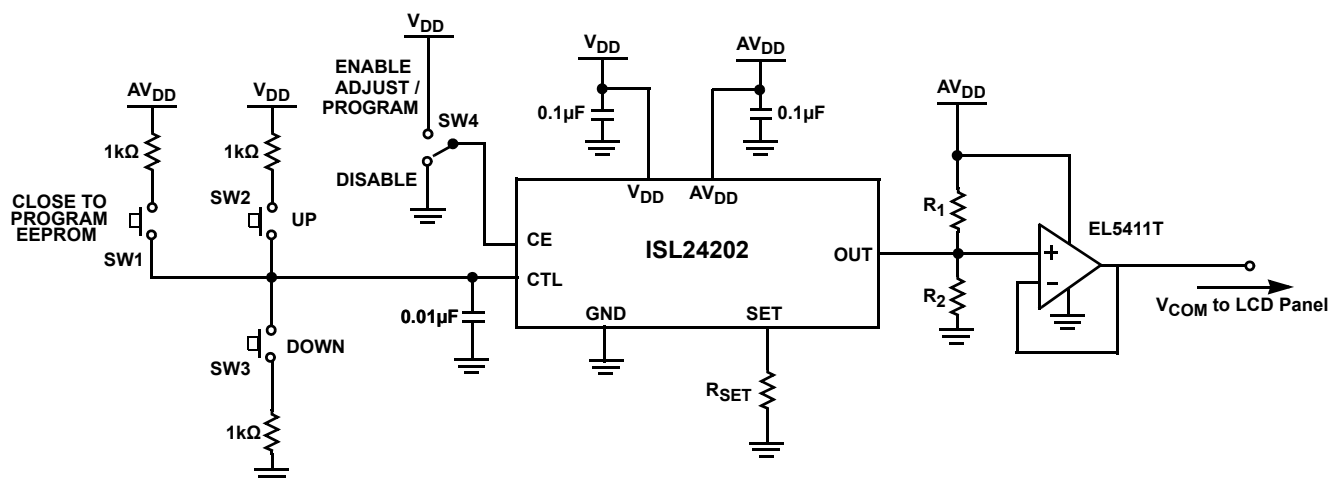 VDD
ENABLE
ADJUST /
PROGRAM
SW4
DISABLE
AVDD
1kΩ
CLOSE TO
PROGRAM
EEPROM
SW1
VDD
1kΩ
SW2
UP
DOWN
SW3
1kΩ
0.01µF
VDD
0.1µF
AVDD
0.1µF
VDD
AVDD
ISL24202
CE
CTL
GND
SET
OUT
RSET
AVDD
R1
R2
EL5411T
+
-
VCOM to LCD Panel